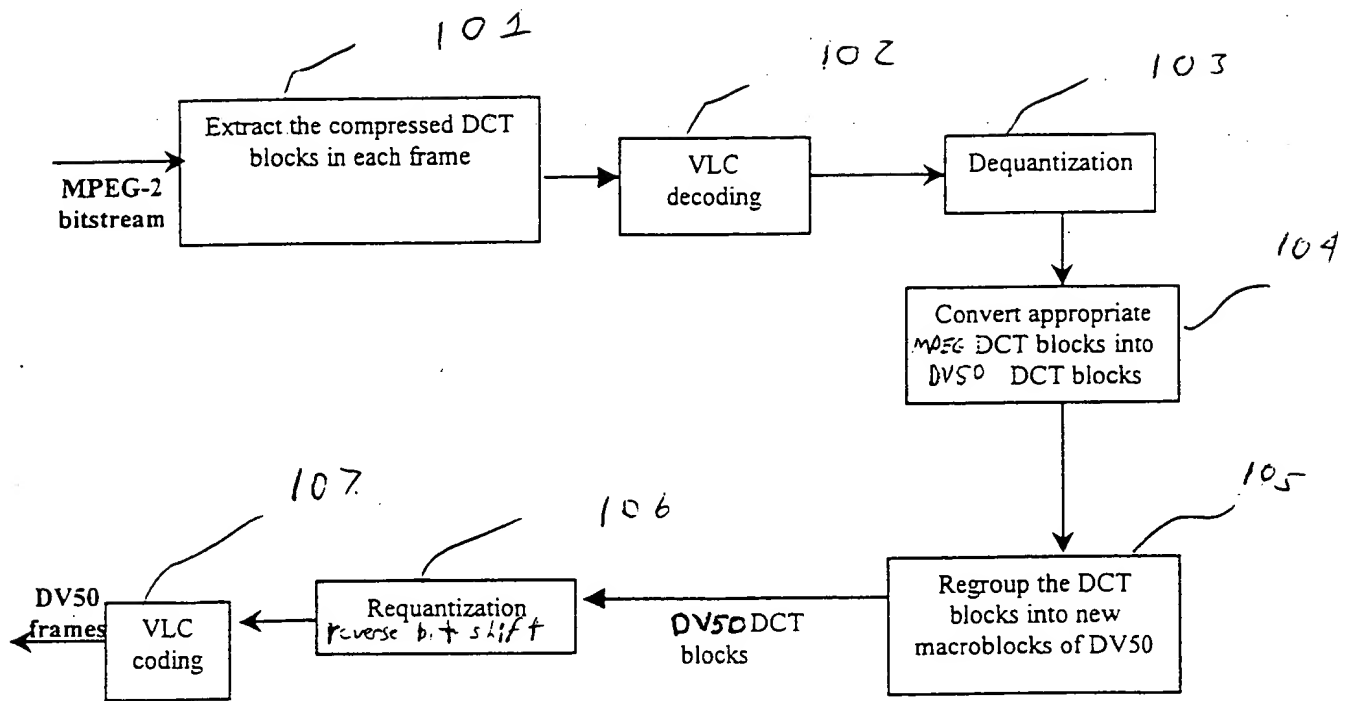 101
102
103
Extract the compressed DCT
blocks in each frame
MPEG-2
bitstream
VLC
decoding
Dequantization
104
Convert appropriate
MPEG DCT blocks into
DV50 DCT blocks
105
107
106
DV50
frames
VLC
coding
Requantization
reverse bit shift
DV50 DCT
blocks
Regroup the DCT
blocks into new
macroblocks of DV50